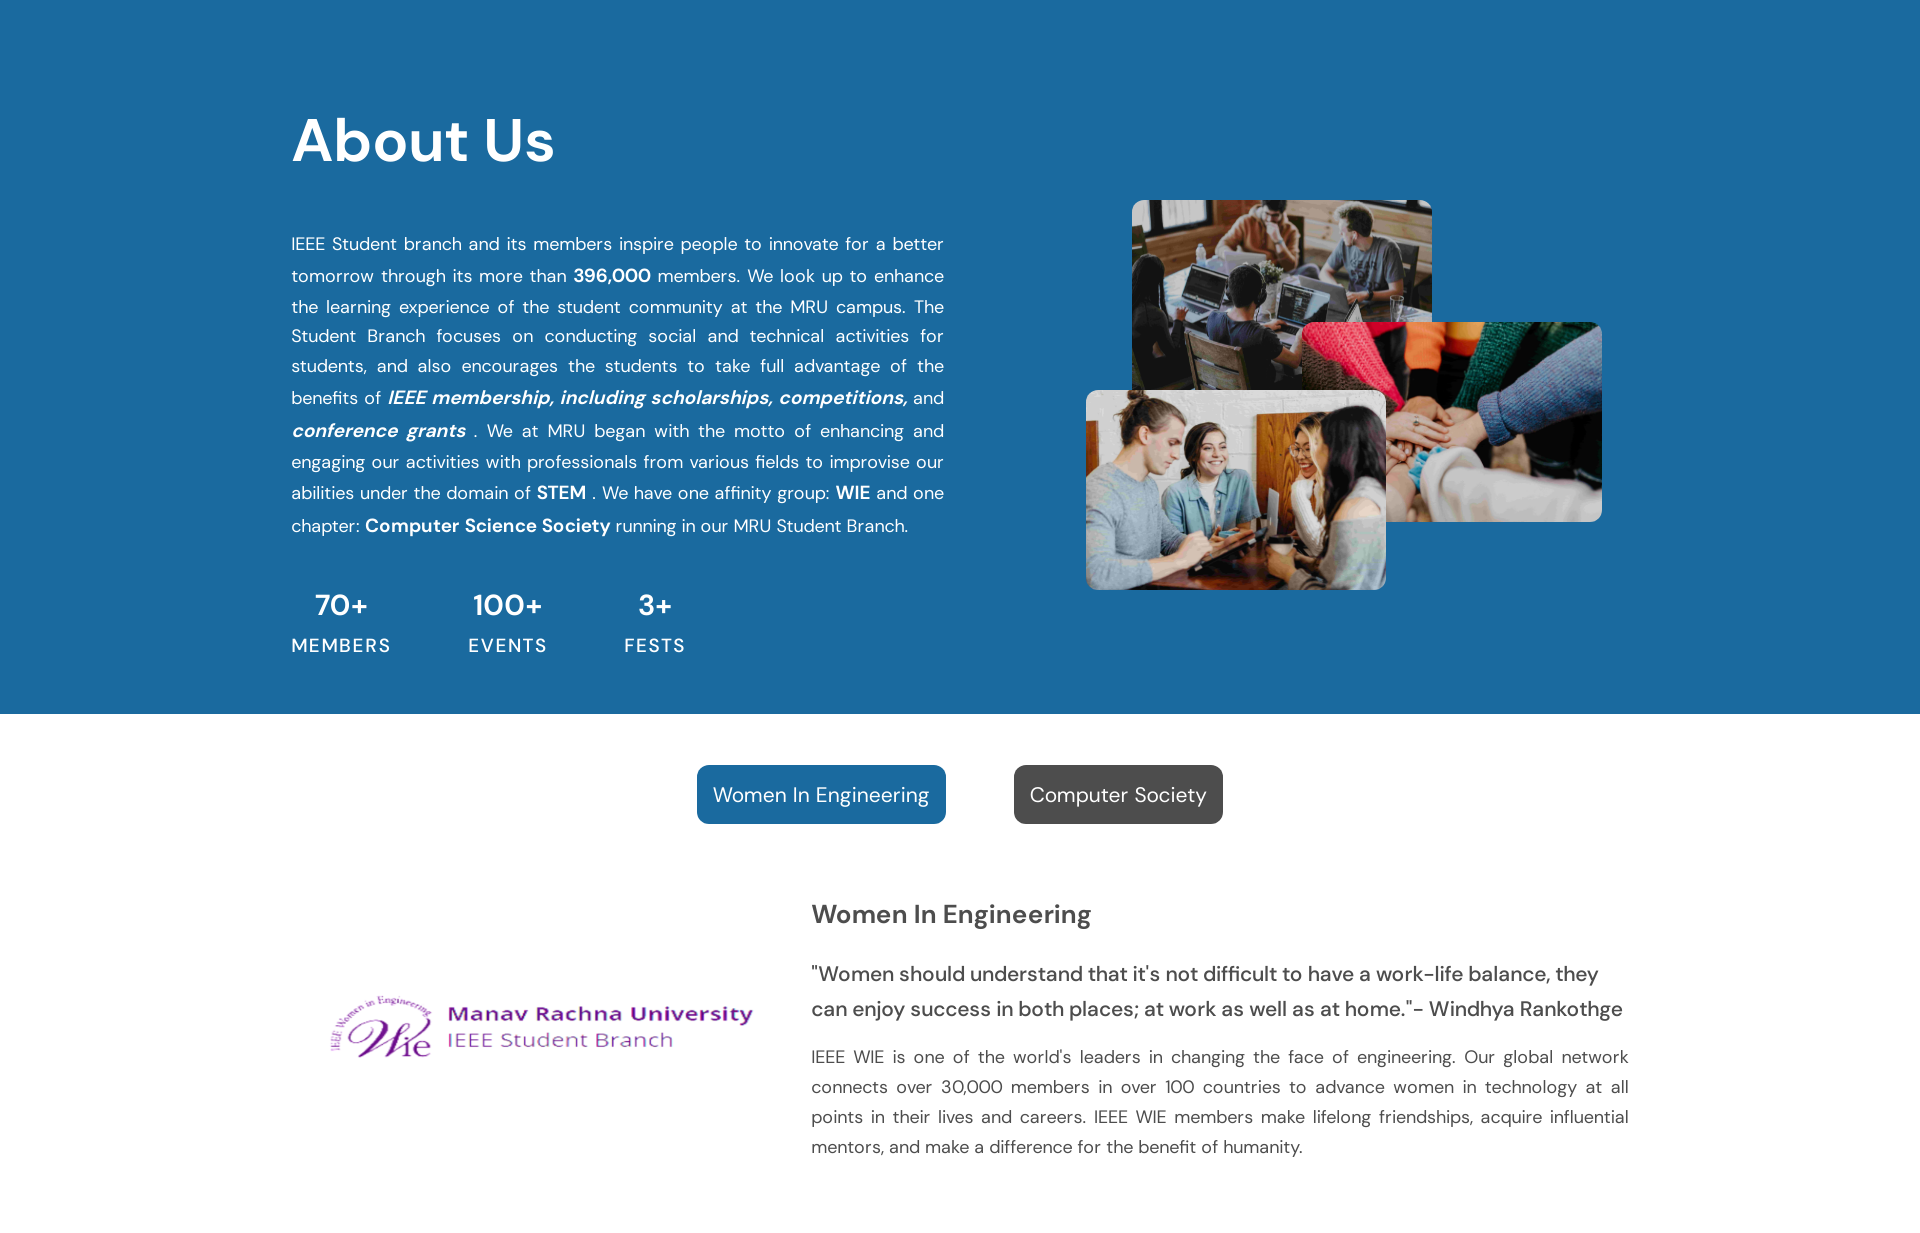 About Us
IEEE Student branch and its members inspire people to innovate for a better
tomorrow through its more than 396,000 members. We look up to enhance
the learning experience of the student community at the MRU campus. The
Student Branch focuses on conducting social and technical activities for
students, and also encourages the students to take full advantage of the
benefits of IEEE membership, including scholarships, competitions, and
conference grants . We at MRU began with the motto of enhancing and
engaging our activities with professionals from various fields to improvise our
abilities under the domain of STEM . We have one affinity group: WIE and one
chapter: Computer Science Society running in our MRU Student Branch.
70+
MEMBERS
100+
EVENTS
3+
FESTS
Women In Engineering
Computer Society
IEEE Women in Engineering
Wie
Manav Rachna University
IEEE Student Branch
Women In Engineering
"Women should understand that it's not difficult to have a work-life balance, they
can enjoy success in both places; at work as well as at home."- Windhya Rankothge
IEEE WIE is one of the world's leaders in changing the face of engineering. Our global network
connects over 30,000 members in over 100 countries to advance women in technology at all
points in their lives and careers. IEEE WIE members make lifelong friendships, acquire influential
mentors, and make a difference for the benefit of humanity.